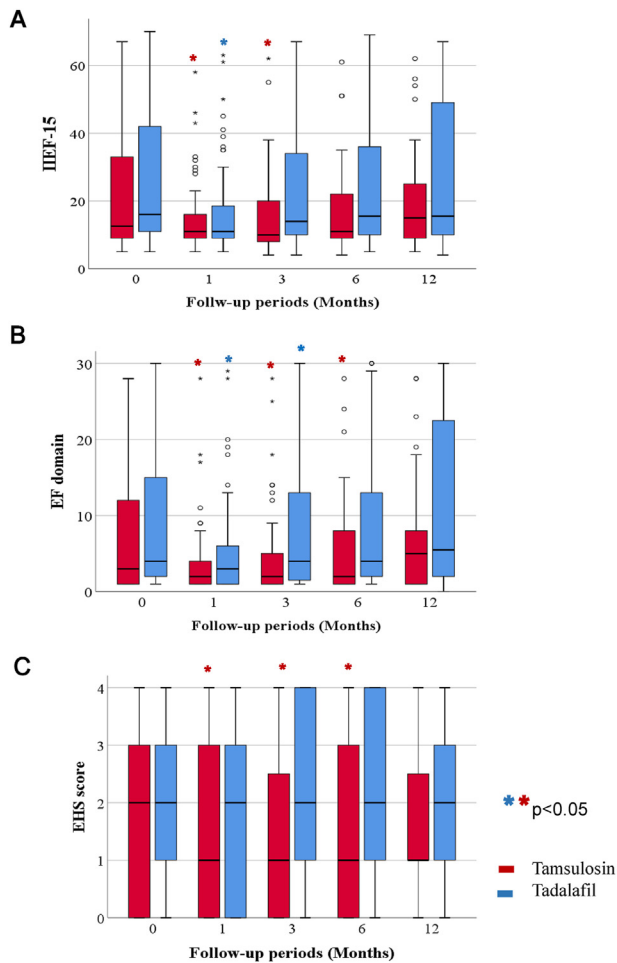 A
IIEF-15
60
40
20
0
0 1 3 6 12
Follw-up periods (Months)
B
EF domain
30
20
10
0
0 1 3 6 12
Follow-up periods (Months)
C
EHS score
4
3
2
1
0
0 1 3 6 12
Follow-up periods (Months)
** p<0.05
Tamsulosin
Tadalafil